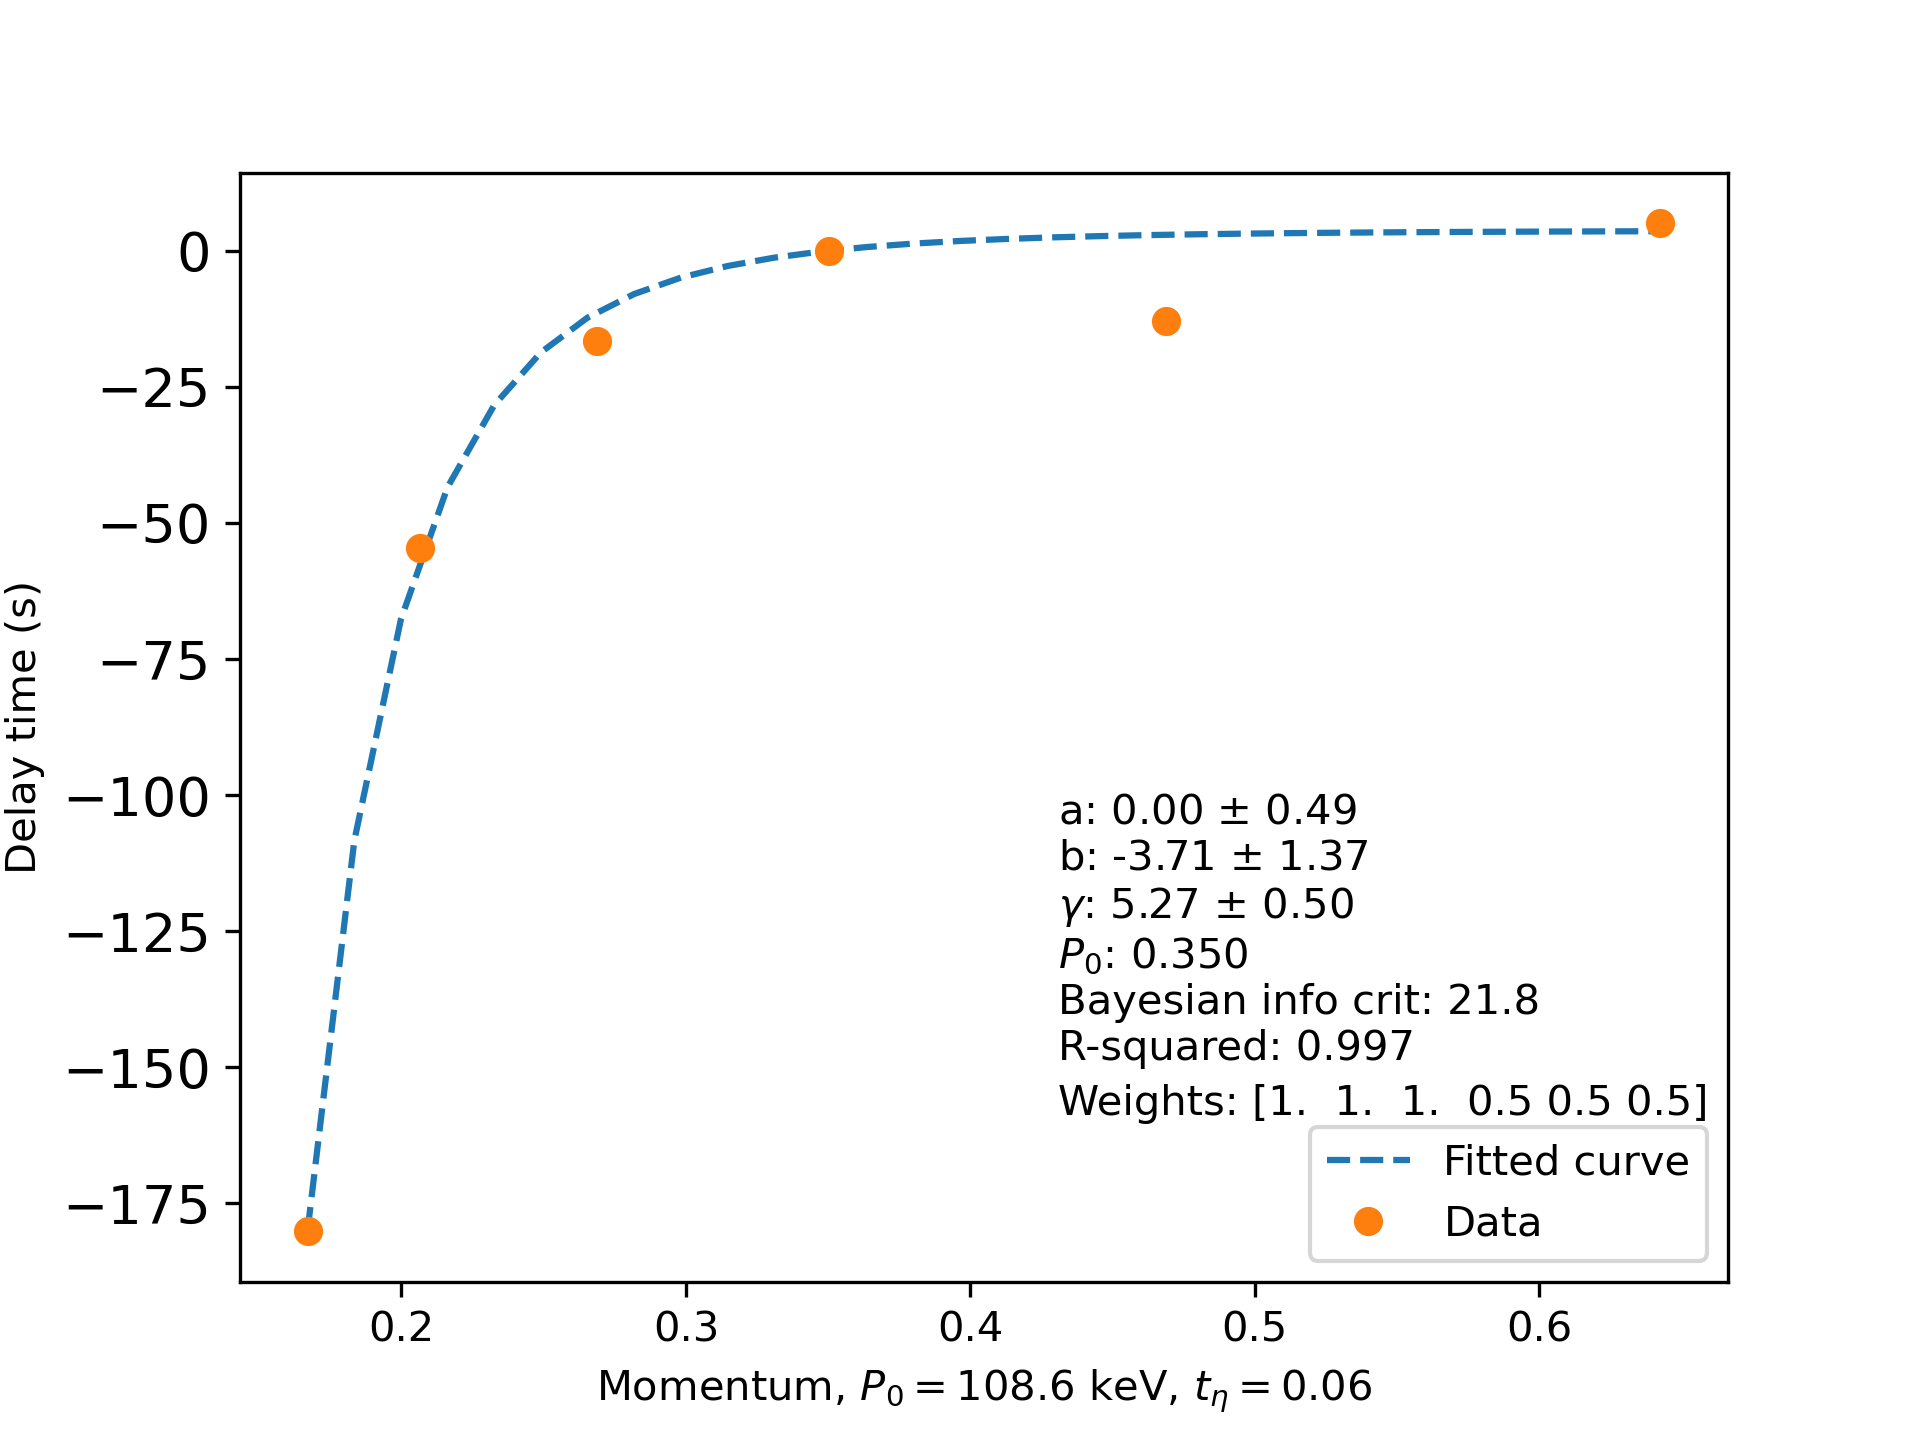 0
−25
−50
−75
−100
−125
−150
−175
Delay time (s)
a: 0.00 ± 0.49
b: -3.71 ± 1.37
γ: 5.27 ± 0.50
P₀: 0.350
Bayesian info crit: 21.8
R-squared: 0.997
Weights: [1. 1. 1. 0.5 0.5 0.5]
Fitted curve
Data
0.2 0.3 0.4 0.5 0.6
Momentum, P₀ = 108.6 keV, tη = 0.06